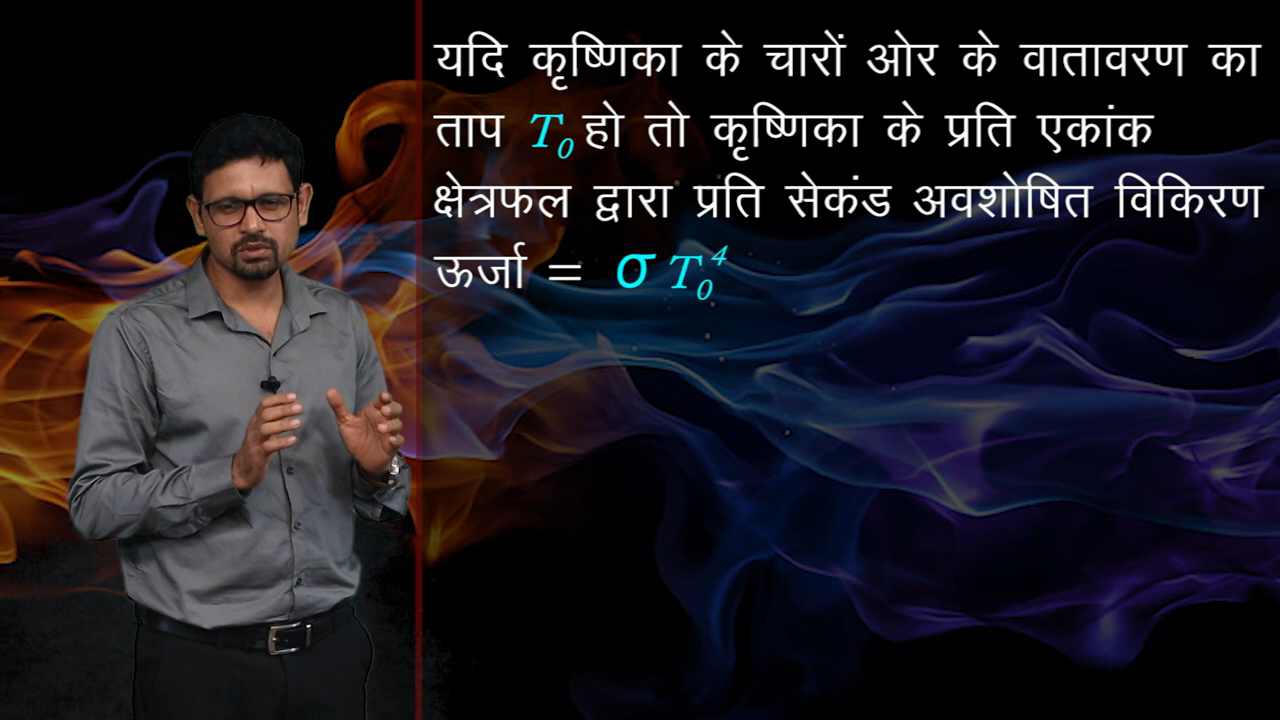 यदि कृष्णिका के चारों ओर के वातावरण का
ताप T₀ हो तो कृष्णिका के प्रति एकांक
क्षेत्रफल द्वारा प्रति सेकंड अवशोषित विकिरण
ऊर्जा = σ T₀⁴